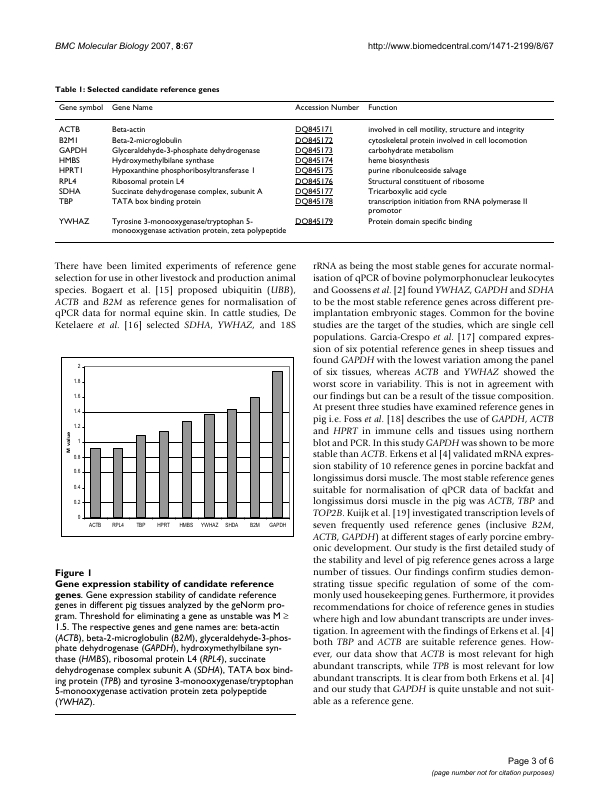 BMC Molecular Biology 2007, 8:67 http://www.biomedcentral.com/1471-2199/8/67
Table 1: Selected candidate reference genes
Gene symbol Gene Name Accession Number Function
ACTB Beta-actin DQ845171 involved in cell motility, structure and integrity
B2M1 Beta-2-microglobulin DQ845172 cytoskeletal protein involved in cell locomotion
GAPDH Glyceraldehyde-3-phosphate dehydrogenase DQ845173 carbohydrate metabolism
HMBS Hydroxymethylbilane synthase DQ845174 heme biosynthesis
HPRT1 Hypoxanthine phosphoribosyltransferase 1 DQ845175 purine ribonulceoside salvage
RPL4 Ribosomal protein L4 DQ845176 Structural constituent of ribosome
SDHA Succinate dehydrogenase complex, subunit A DQ845177 Tricarboxylic acid cycle
TBP TATA box binding protein DQ845178 transcription initiation from RNA polymerase II
promotor
YWHAZ Tyrosine 3-monooxygenase/tryptophan 5- DQ845179 Protein domain specific binding
monooxygenase activation protein, zeta polypeptide
There have been limited experiments of reference gene
selection for use in other livestock and production animal
species. Bogaert et al. [15] proposed ubiquitin (UBB),
ACTB and B2M as reference genes for normalisation of
qPCR data for normal equine skin. In cattle studies, De
Ketelaere et al. [16] selected SDHA, YWHAZ, and 18S
2
1.8
1.6
1.4
1.2
1
0.8
0.6
0.4
0.2
0
M value
ACTB RPL4 TBP HPRT HMBS YWHAZ SHDA B2M GAPDH
Figure 1
Gene expression stability of candidate reference
genes. Gene expression stability of candidate reference
genes in different pig tissues analyzed by the geNorm pro-
gram. Threshold for eliminating a gene as unstable was M ≥
1.5. The respective genes and gene names are: beta-actin
(ACTB), beta-2-microglobulin (B2M), glyceraldehyde-3-phos-
phate dehydrogenase (GAPDH), hydroxymethylbilane syn-
thase (HMBS), ribosomal protein L4 (RPL4), succinate
dehydrogenase complex subunit A (SDHA), TATA box bind-
ing protein (TPB) and tyrosine 3-monooxygenase/tryptophan
5-monooxygenase activation protein zeta polypeptide
(YWHAZ).
rRNA as being the most stable genes for accurate normal-
isation of qPCR of bovine polymorphonuclear leukocytes
and Goossens et al. [2] found YWHAZ, GAPDH and SDHA
to be the most stable reference genes across different pre-
implantation embryonic stages. Common for the bovine
studies are the target of the studies, which are single cell
populations. Garcia-Crespo et al. [17] compared expres-
sion of six potential reference genes in sheep tissues and
found GAPDH with the lowest variation among the panel
of six tissues, whereas ACTB and YWHAZ showed the
worst score in variability. This is not in agreement with
our findings but can be a result of the tissue composition.
At present three studies have examined reference genes in
pig i.e. Foss et al. [18] describes the use of GAPDH, ACTB
and HPRT in immune cells and tissues using northern
blot and PCR. In this study GAPDH was shown to be more
stable than ACTB. Erkens et al [4] validated mRNA expres-
sion stability of 10 reference genes in porcine backfat and
longissimus dorsi muscle. The most stable reference genes
suitable for normalisation of qPCR data of backfat and
longissimus dorsi muscle in the pig was ACTB, TBP and
TOP2B. Kuijk et al. [19] investigated transcription levels of
seven frequently used reference genes (inclusive B2M,
ACTB, GAPDH) at different stages of early porcine embry-
onic development. Our study is the first detailed study of
the stability and level of pig reference genes across a large
number of tissues. Our findings confirm studies demon-
strating tissue specific regulation of some of the com-
monly used housekeeping genes. Furthermore, it provides
recommendations for choice of reference genes in studies
where high and low abundant transcripts are under inves-
tigation. In agreement with the findings of Erkens et al. [4]
both TBP and ACTB are suitable reference genes. How-
ever, our data show that ACTB is most relevant for high
abundant transcripts, while TPB is most relevant for low
abundant transcripts. It is clear from both Erkens et al. [4]
and our study that GAPDH is quite unstable and not suit-
able as a reference gene.
Page 3 of 6
(page number not for citation purposes)